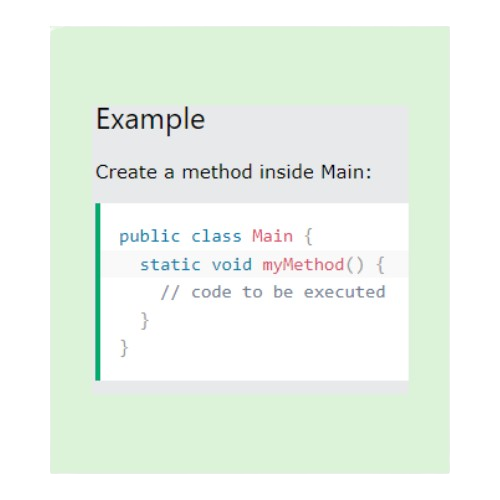 Example
Create a method inside Main:
public class Main {
  static void myMethod() {
    // code to be executed
  }
}